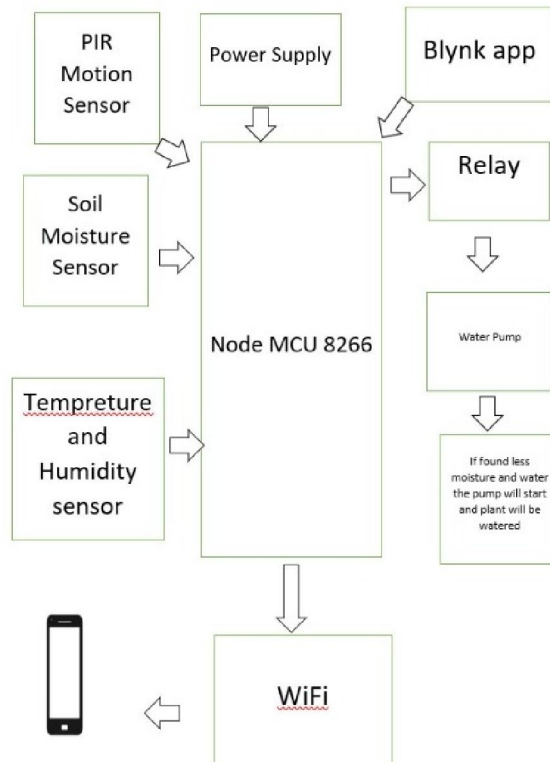 PIR
Motion
Sensor
Power Supply
Blynk app
Relay
Soil
Moisture
Sensor
Node MCU 8266
Water Pump
Tempreture
and
Humidity
sensor
If found less
moisture and water
the pump will start
and plant will be
watered
WiFi